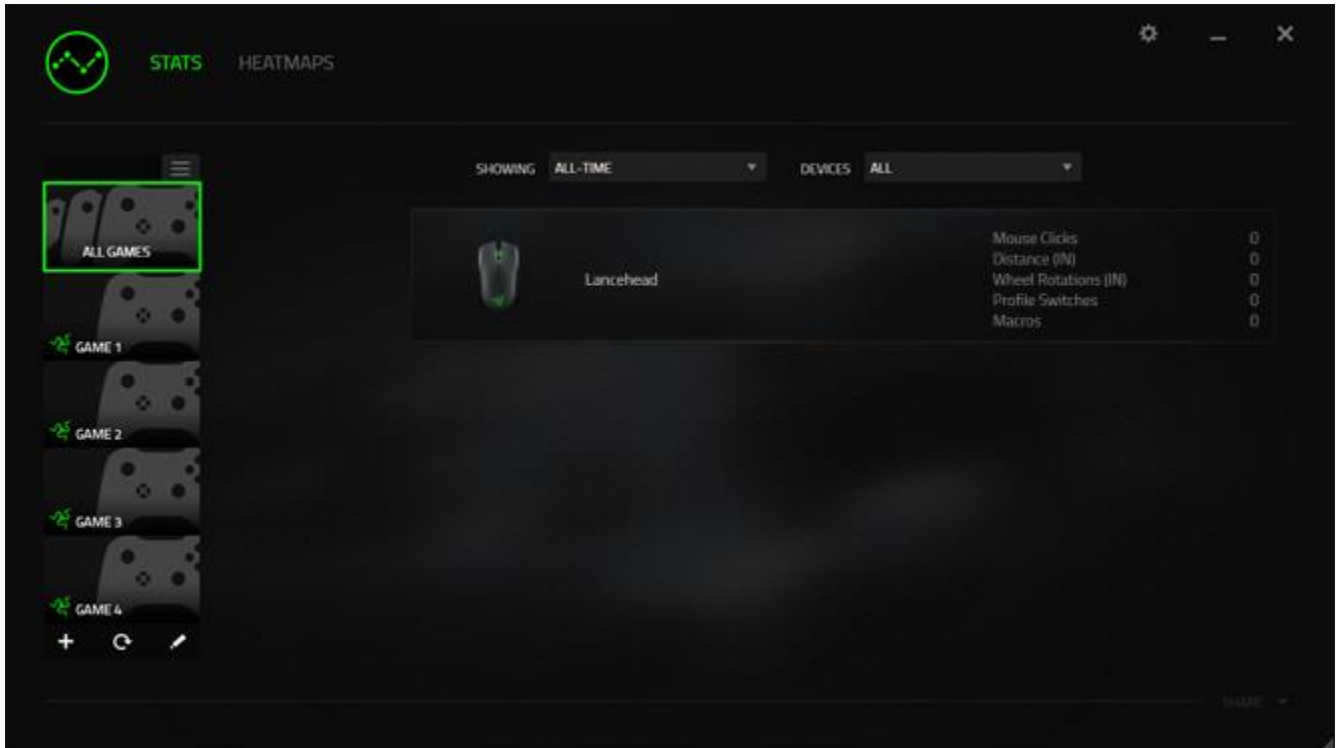 STATS HEATMAPS
SHOWING ALL-TIME DEVICES ALL
ALL GAMES
GAME 1
GAME 2
GAME 3
GAME 4
Lancehead
Mouse Clicks 0
Distance (IN) 0
Wheel Rotations (IN) 0
Profile Switches 0
Macros 0
SHARE